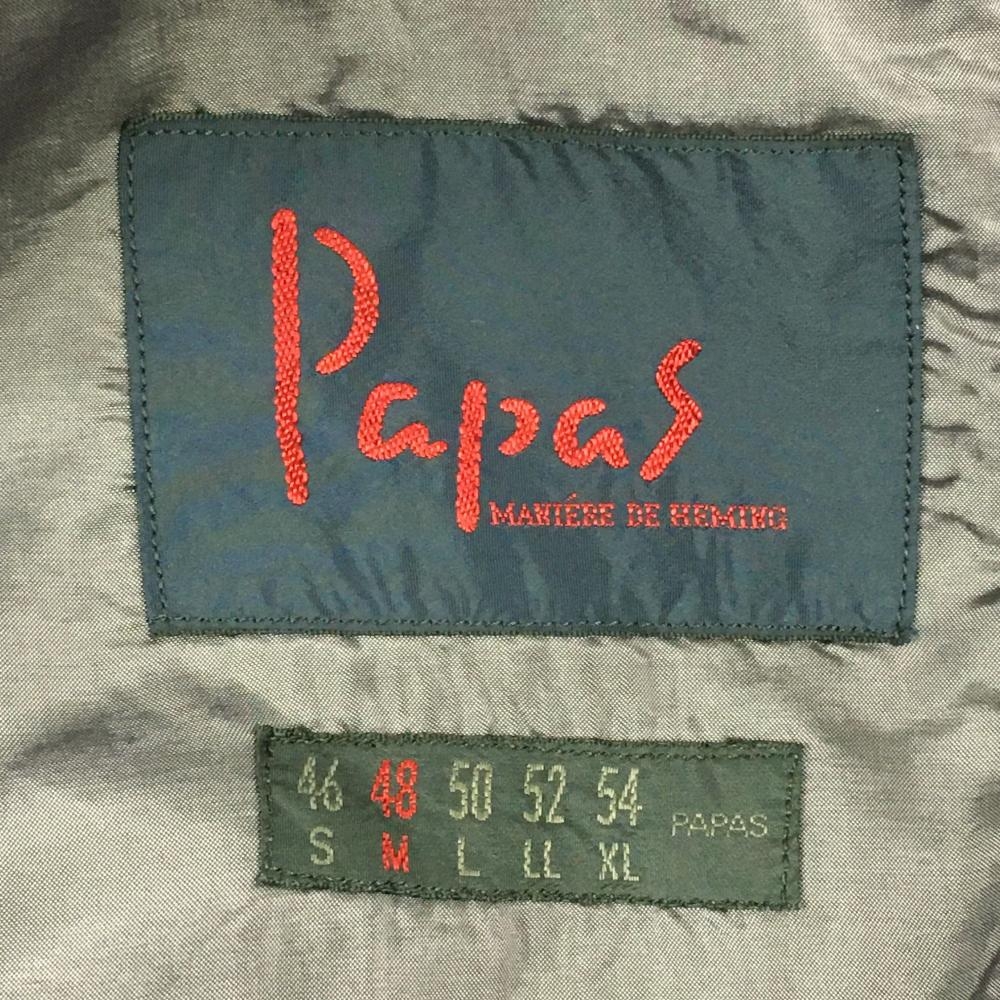 Papas
MANIÉRE DE HEMING
46 48 50 52 54
S M L LL XL
PAPAS